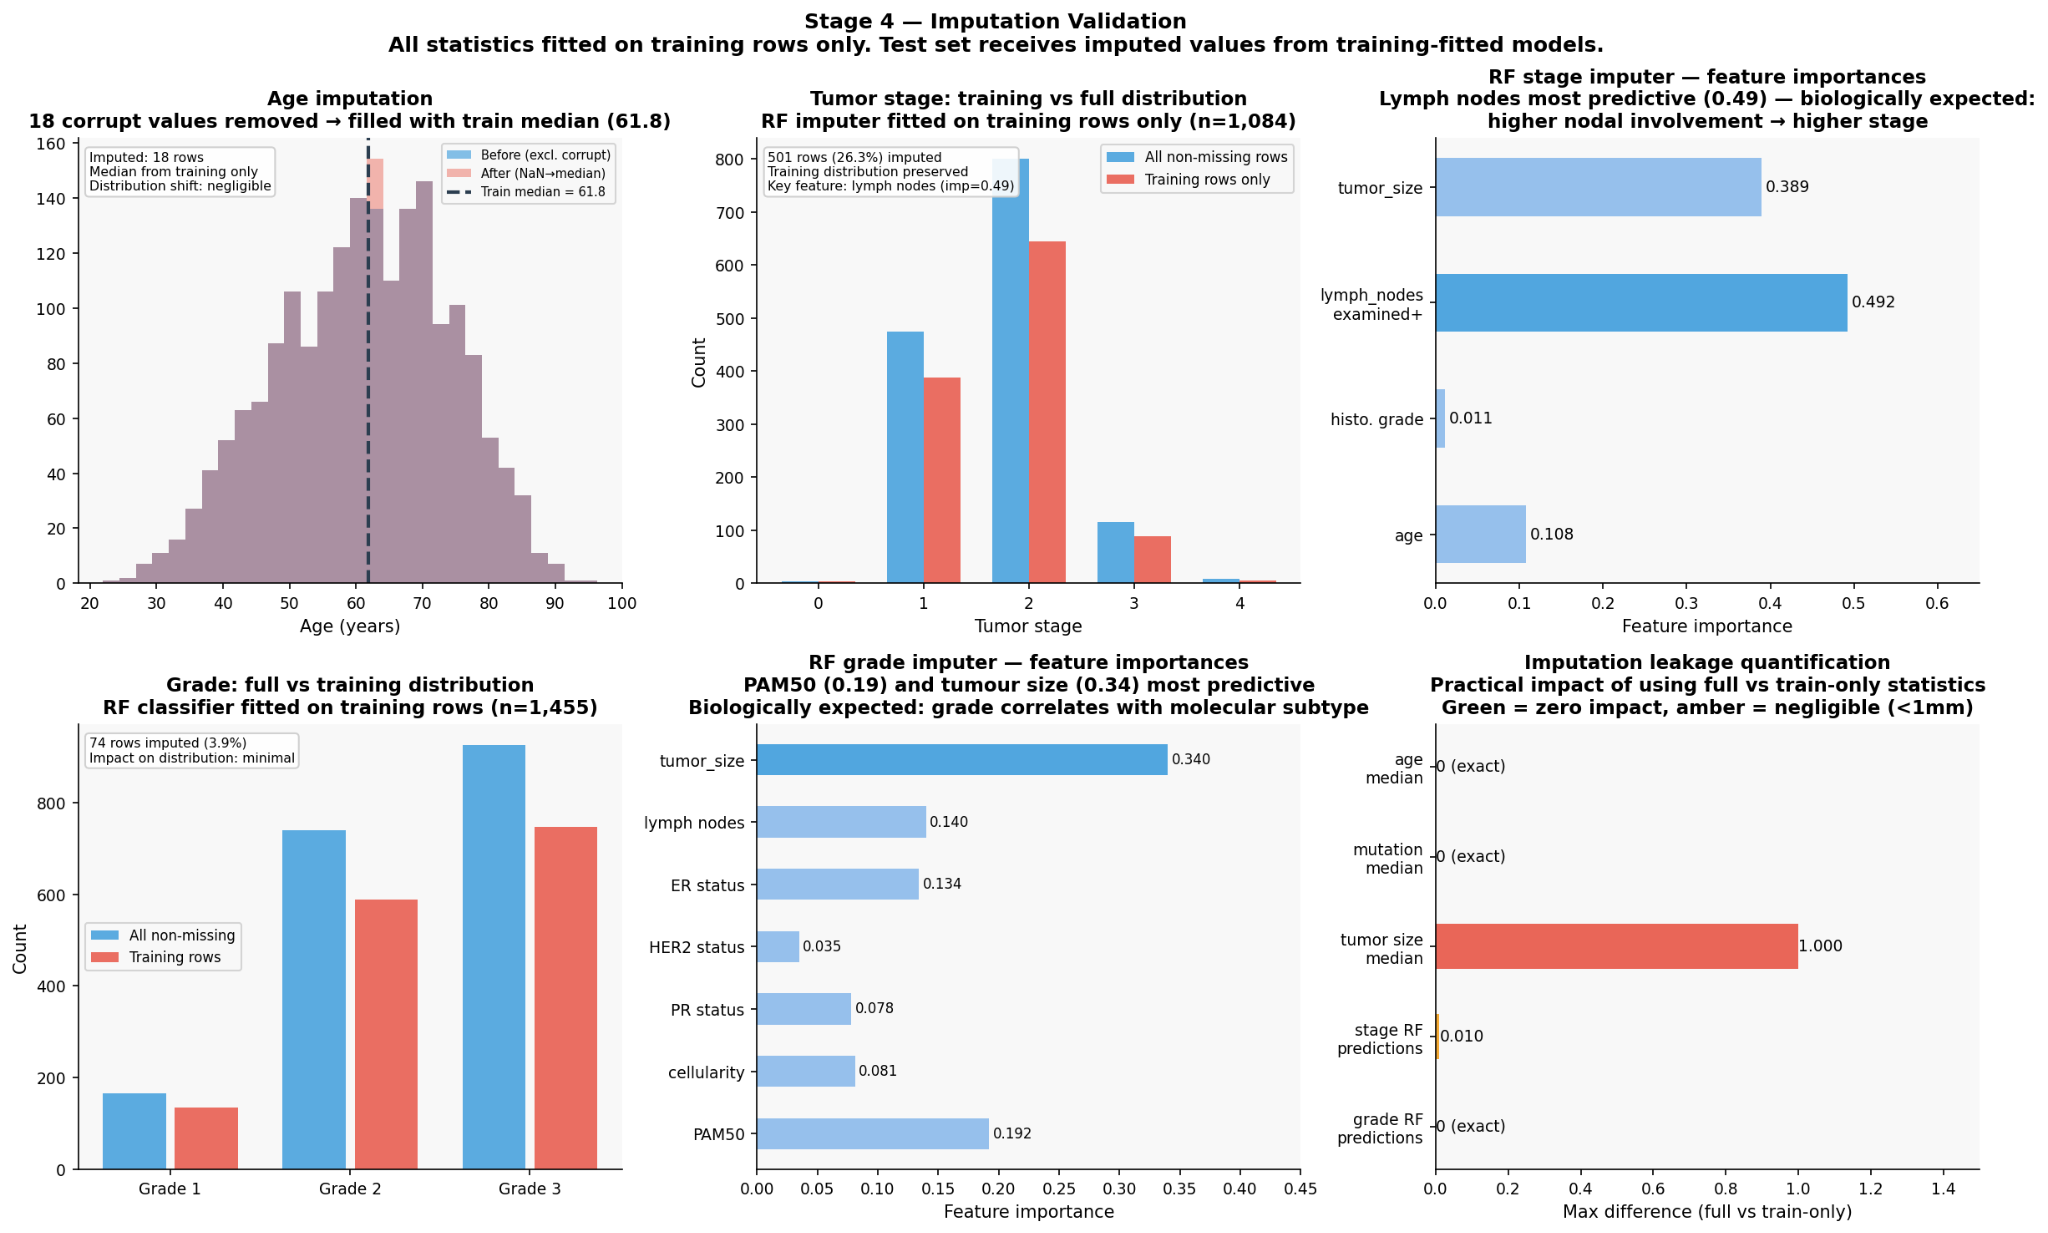 Stage 4 — Imputation Validation
All statistics fitted on training rows only. Test set receives imputed values from training-fitted models.
Age imputation
18 corrupt values removed → filled with train median (61.8)
Imputed: 18 rows
Median from training only
Distribution shift: negligible
Before (excl. corrupt)
After (NaN→median)
Train median = 61.8
160
140
120
100
80
60
40
20
0
20 30 40 50 60 70 80 90 100
Age (years)
Tumor stage: training vs full distribution
RF imputer fitted on training rows only (n=1,084)
501 rows (26.3%) imputed
Training distribution preserved
Key feature: lymph nodes (imp=0.49)
All non-missing rows
Training rows only
Count
800
700
600
500
400
300
200
100
0
0 1 2 3 4
Tumor stage
RF stage imputer — feature importances
Lymph nodes most predictive (0.49) — biologically expected:
higher nodal involvement → higher stage
tumor_size
0.389
lymph_nodes
examined+
0.492
histo. grade
0.011
age
0.108
0.0 0.1 0.2 0.3 0.4 0.5 0.6
Feature importance
Grade: full vs training distribution
RF classifier fitted on training rows (n=1,455)
74 rows imputed (3.9%)
Impact on distribution: minimal
All non-missing
Training rows
Count
800
600
400
200
0
Grade 1 Grade 2 Grade 3
RF grade imputer — feature importances
PAM50 (0.19) and tumour size (0.34) most predictive
Biologically expected: grade correlates with molecular subtype
tumor_size
0.340
lymph nodes
0.140
ER status
0.134
HER2 status
0.035
PR status
0.078
cellularity
0.081
PAM50
0.192
0.00 0.05 0.10 0.15 0.20 0.25 0.30 0.35 0.40 0.45
Feature importance
Imputation leakage quantification
Practical impact of using full vs train-only statistics
Green = zero impact, amber = negligible (<1mm)
age
median
0 (exact)
mutation
median
0 (exact)
tumor size
median
1.000
stage RF
predictions
0.010
grade RF
predictions
0 (exact)
0.0 0.2 0.4 0.6 0.8 1.0 1.2 1.4
Max difference (full vs train-only)